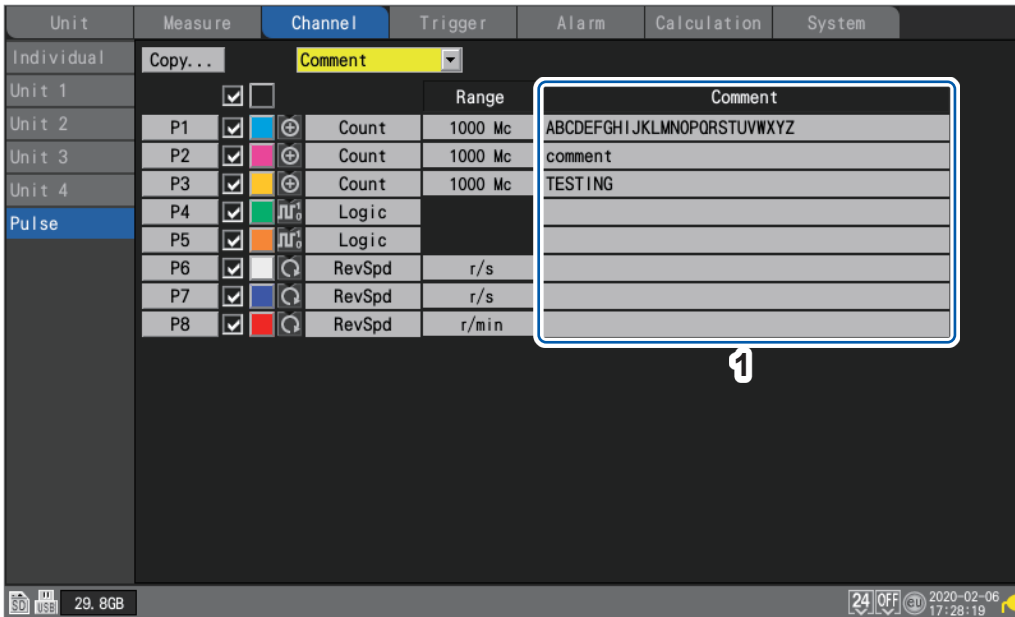 Unit Measure Channel Trigger Alarm Calculation System
Individual Copy... Comment
Unit 1 Range Comment
Unit 2 P1 Count 1000 Mc ABCDEFGHIJKLMNOPQRSTUVWXYZ
Unit 3 P2 Count 1000 Mc comment
Unit 4 P3 Count 1000 Mc TESTING
Pulse P4 Logic
P5 Logic
P6 RevSpd r/s
P7 RevSpd r/s
P8 RevSpd r/min
1
SD USB 29.8GB 24 OFF au 2020-02-06
17:28:19